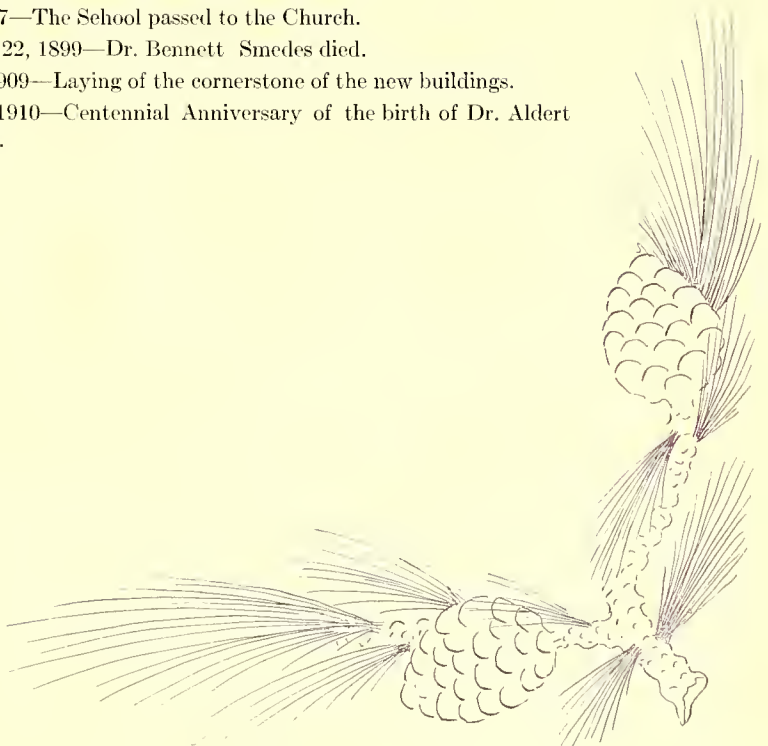 7—The School passed to the Church.
22, 1899—Dr. Bennett Smedes died.
909—Laying of the cornerstone of the new buildings.
1910—Centennial Anniversary of the birth of Dr. Aldert
.